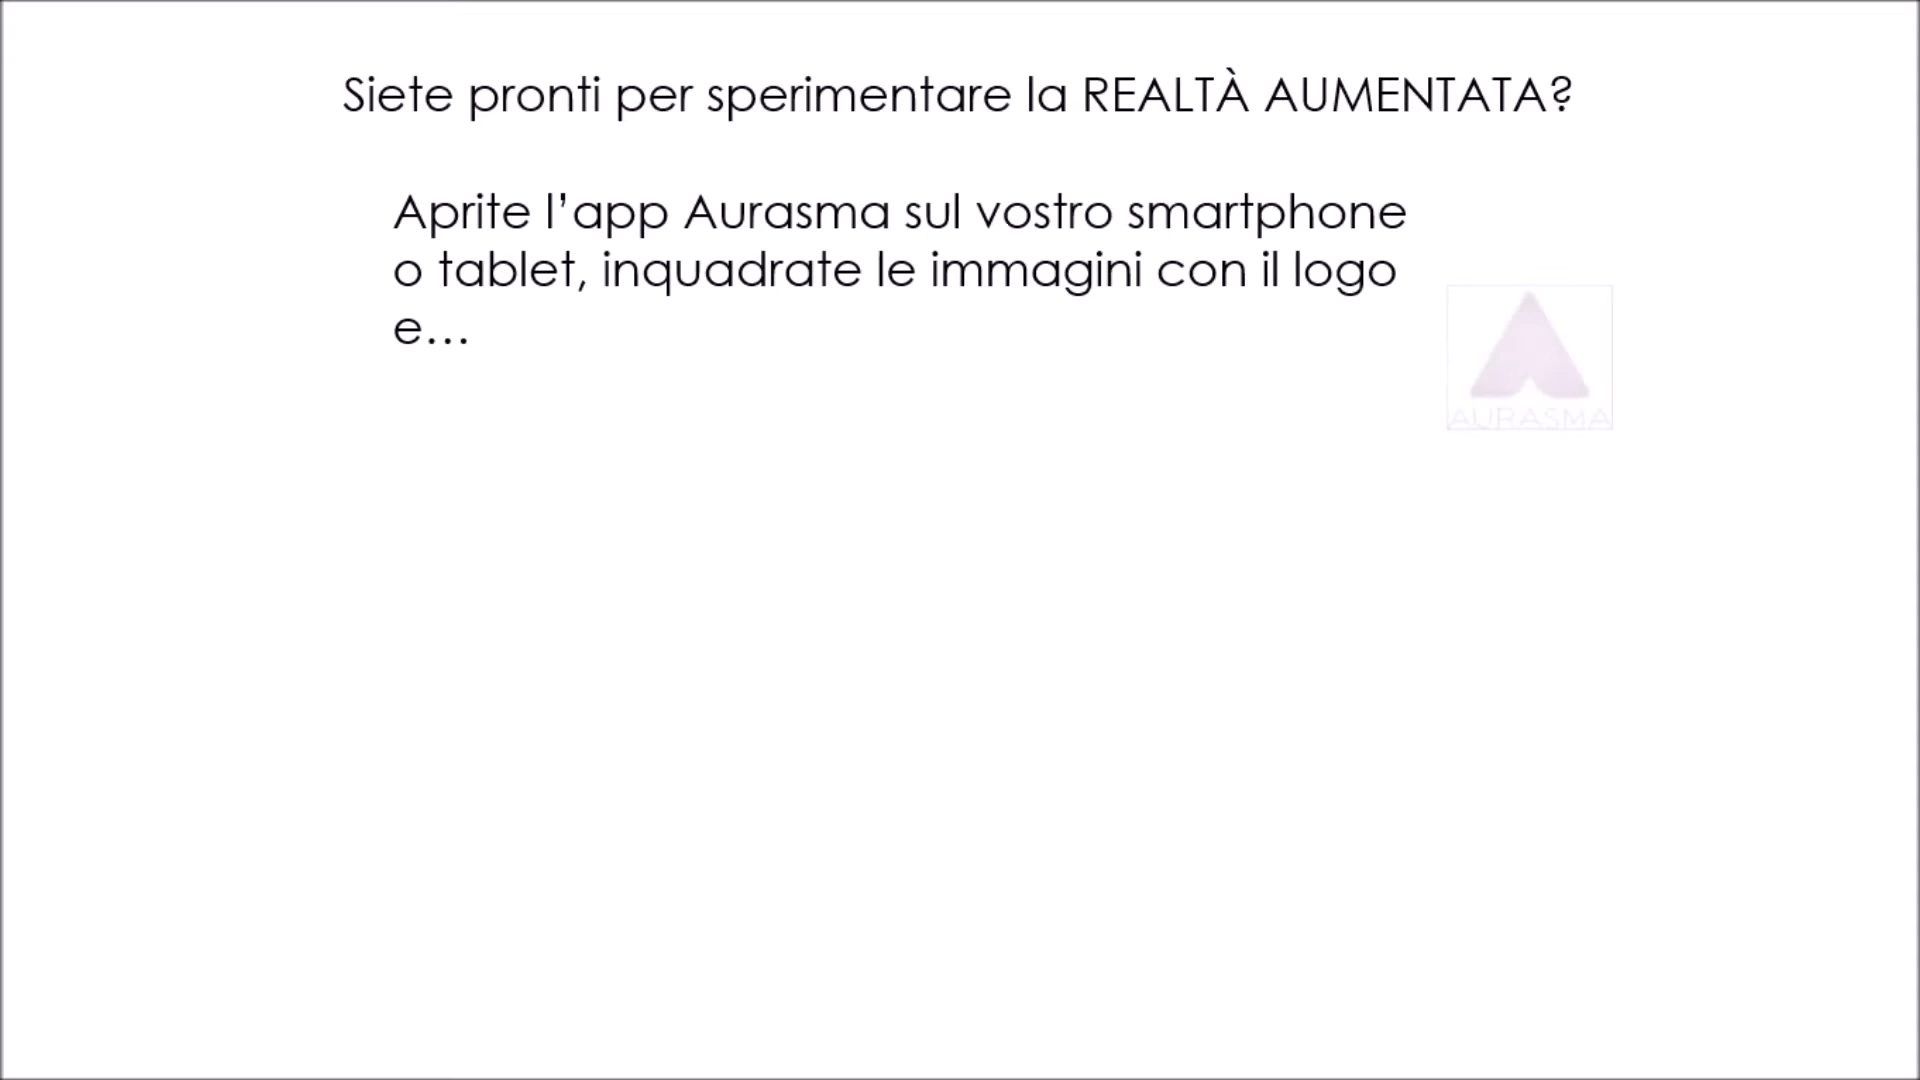 Siete pronti per sperimentare la REALTÀ AUMENTATA?
Aprite l’app Aurasma sul vostro smartphone
o tablet, inquadrate le immagini con il logo
e…
AURASMA